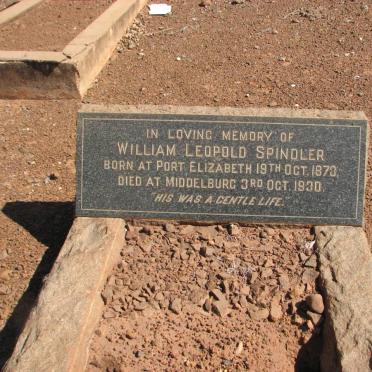 IN LOVING MEMORY OF
WILLIAM LEOPOLD SPINDLER
BORN AT PORT ELIZABETH 19TH OCT. 1873,
DIED AT MIDDELBURG 3RD OCT. 1930.
"HIS WAS A GENTLE LIFE."